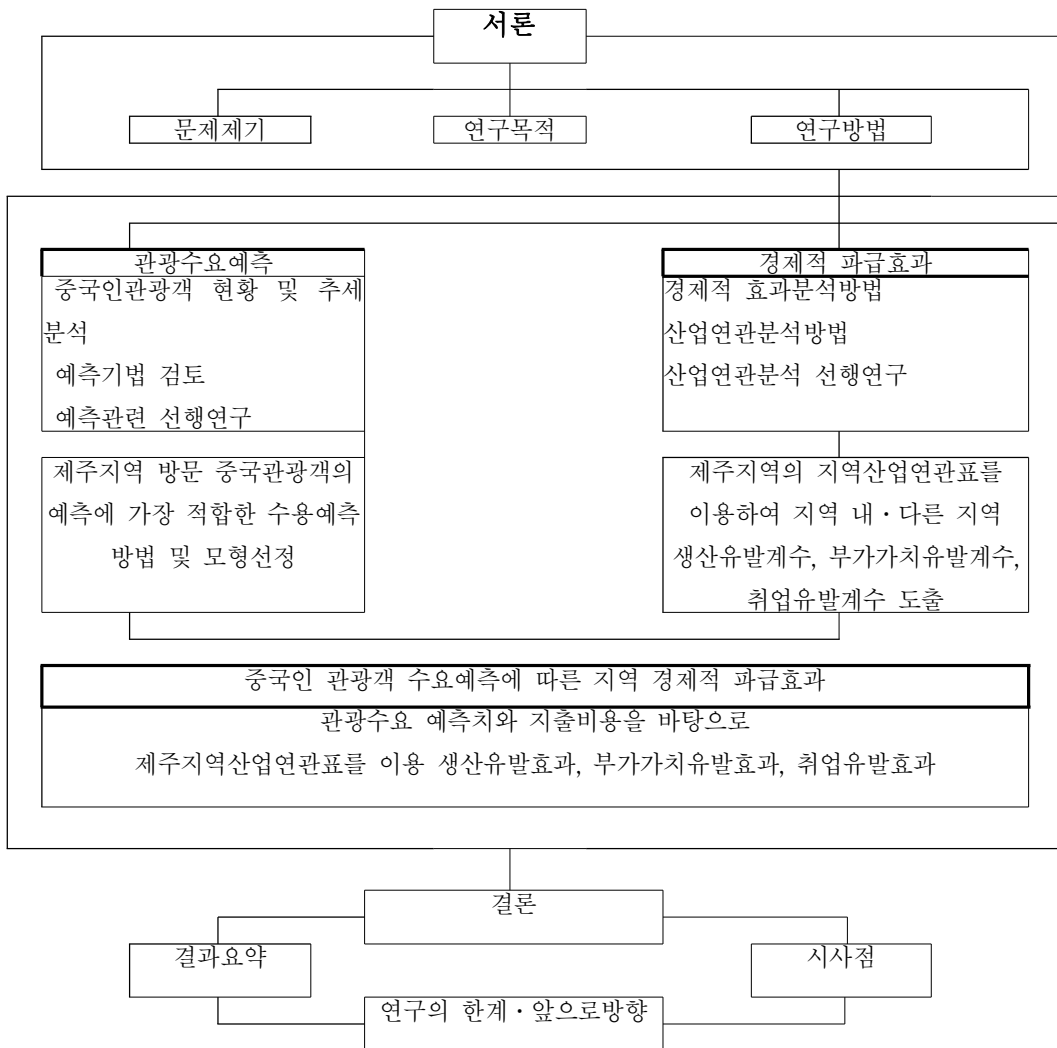 서론
문제제기
연구목적
연구방법
관광수요예측
중국인관광객 현황 및 추세
분석
예측기법 검토
예측관련 선행연구
경제적 파급효과
경제적 효과분석방법
산업연관분석방법
산업연관분석 선행연구
제주지역 방문 중국관광객의
예측에 가장 적합한 수용예측
방법 및 모형선정
제주지역의 지역산업연관표를
이용하여 지역 내·다른 지역
생산유발계수, 부가가치유발계수,
취업유발계수 도출
중국인 관광객 수요예측에 따른 지역 경제적 파급효과
관광수요 예측치와 지출비용을 바탕으로
제주지역산업연관표를 이용 생산유발효과, 부가가치유발효과, 취업유발효과
결론
결과요약
시사점
연구의 한계·앞으로방향